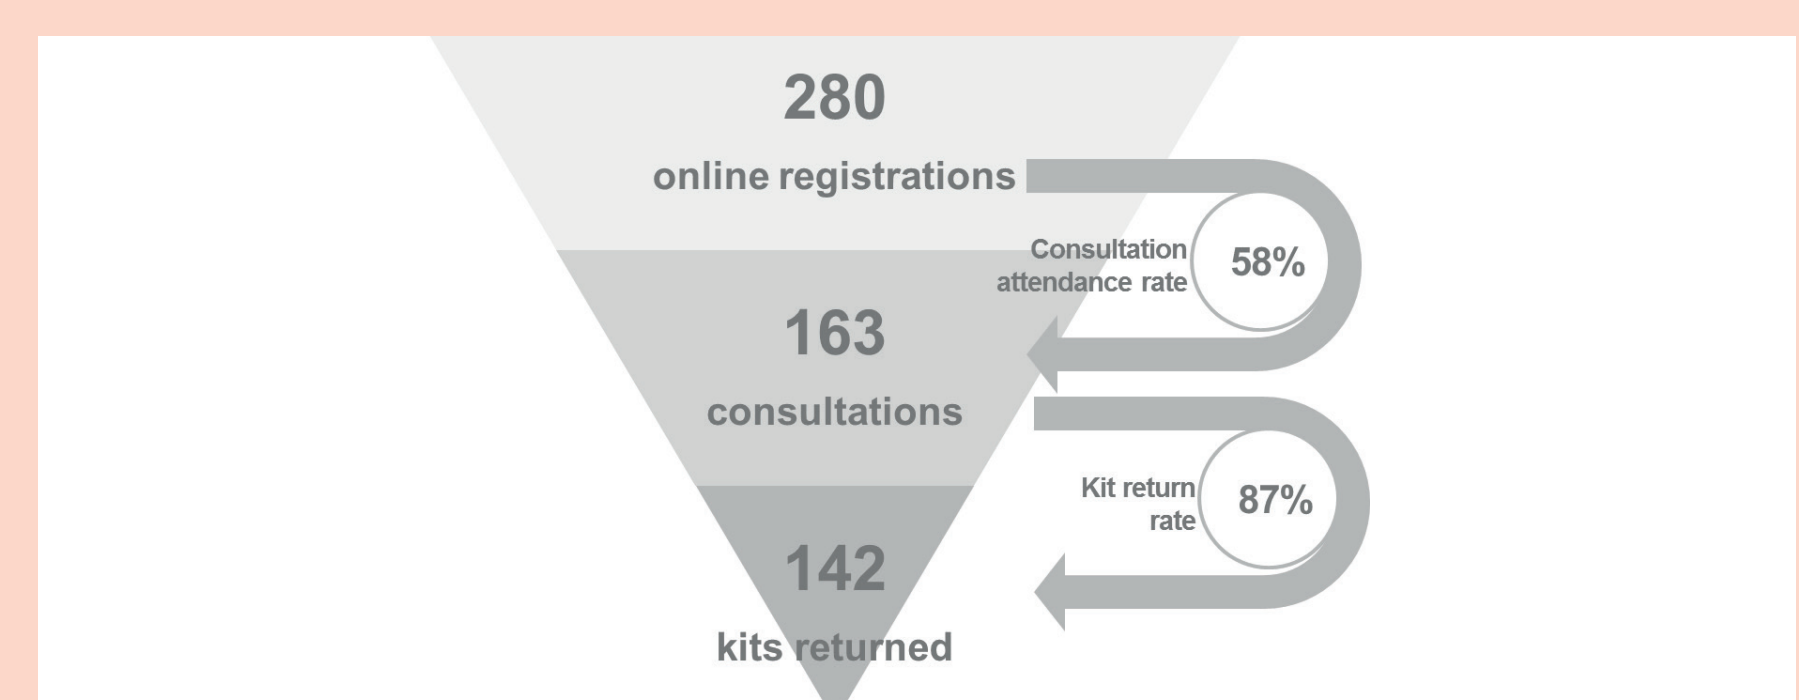 280
online registrations
Consultation
attendance rate
58%
163
consultations
Kit return
rate
87%
142
kits returned